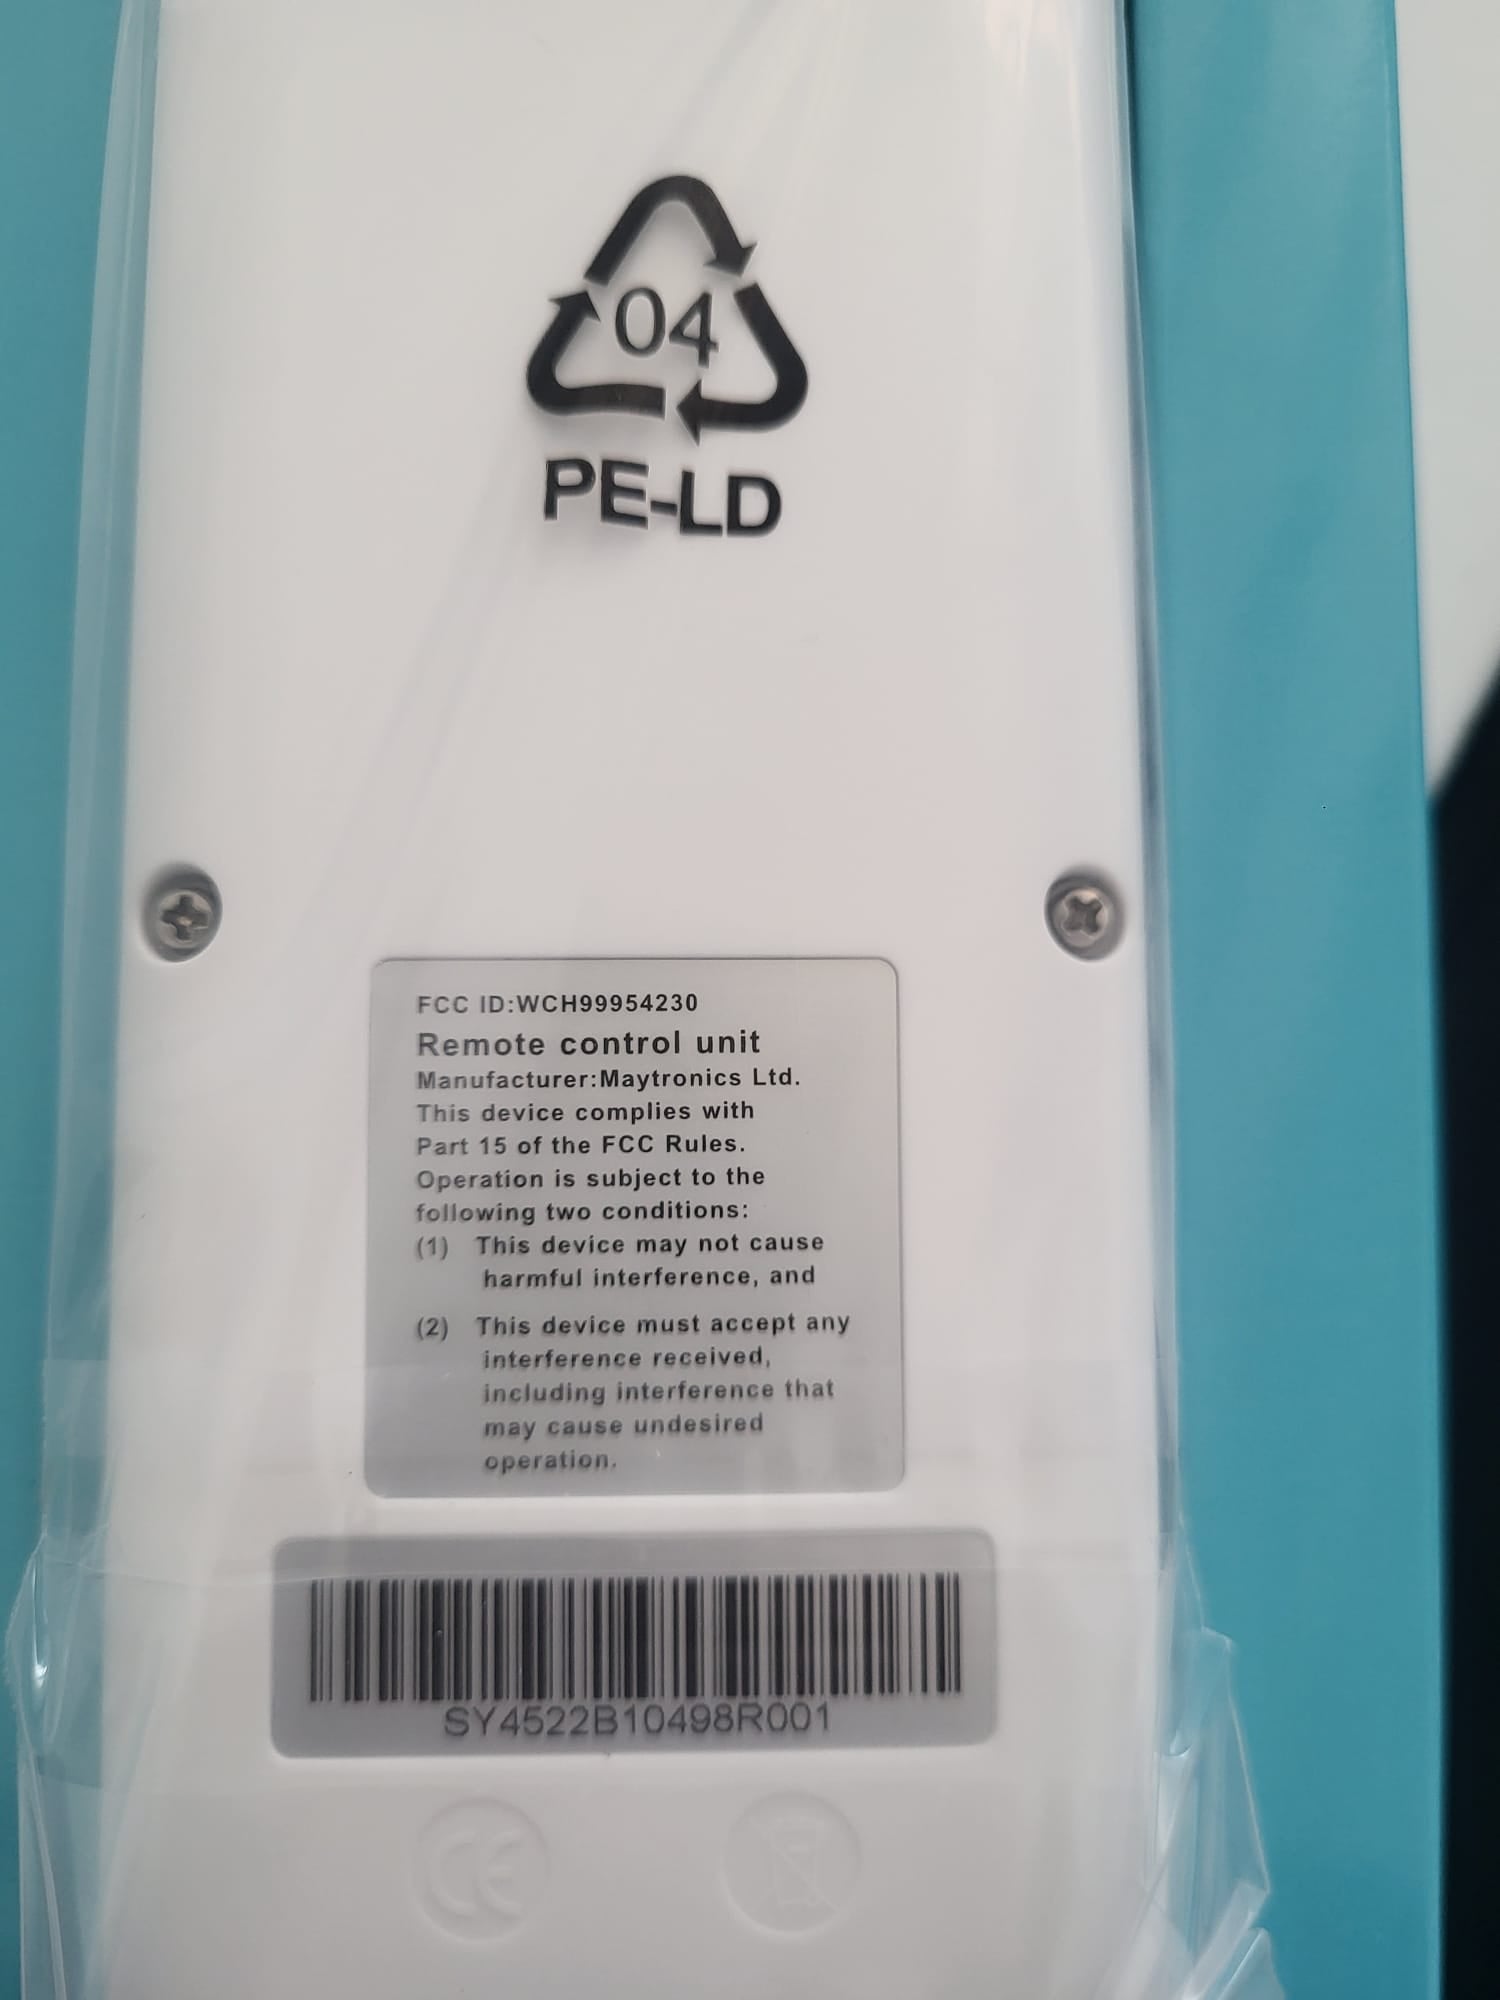 04
PE-LD
FCC ID:WCH99954230
Remote control unit
Manufacturer:Maytronics Ltd.
This device complies with
Part 15 of the FCC Rules.
Operation is subject to the
following two conditions:
(1) This device may not cause
harmful interference, and
(2) This device must accept any
interference received,
including interference that
may cause undesired
operation.
SY4522B10498R001
CE